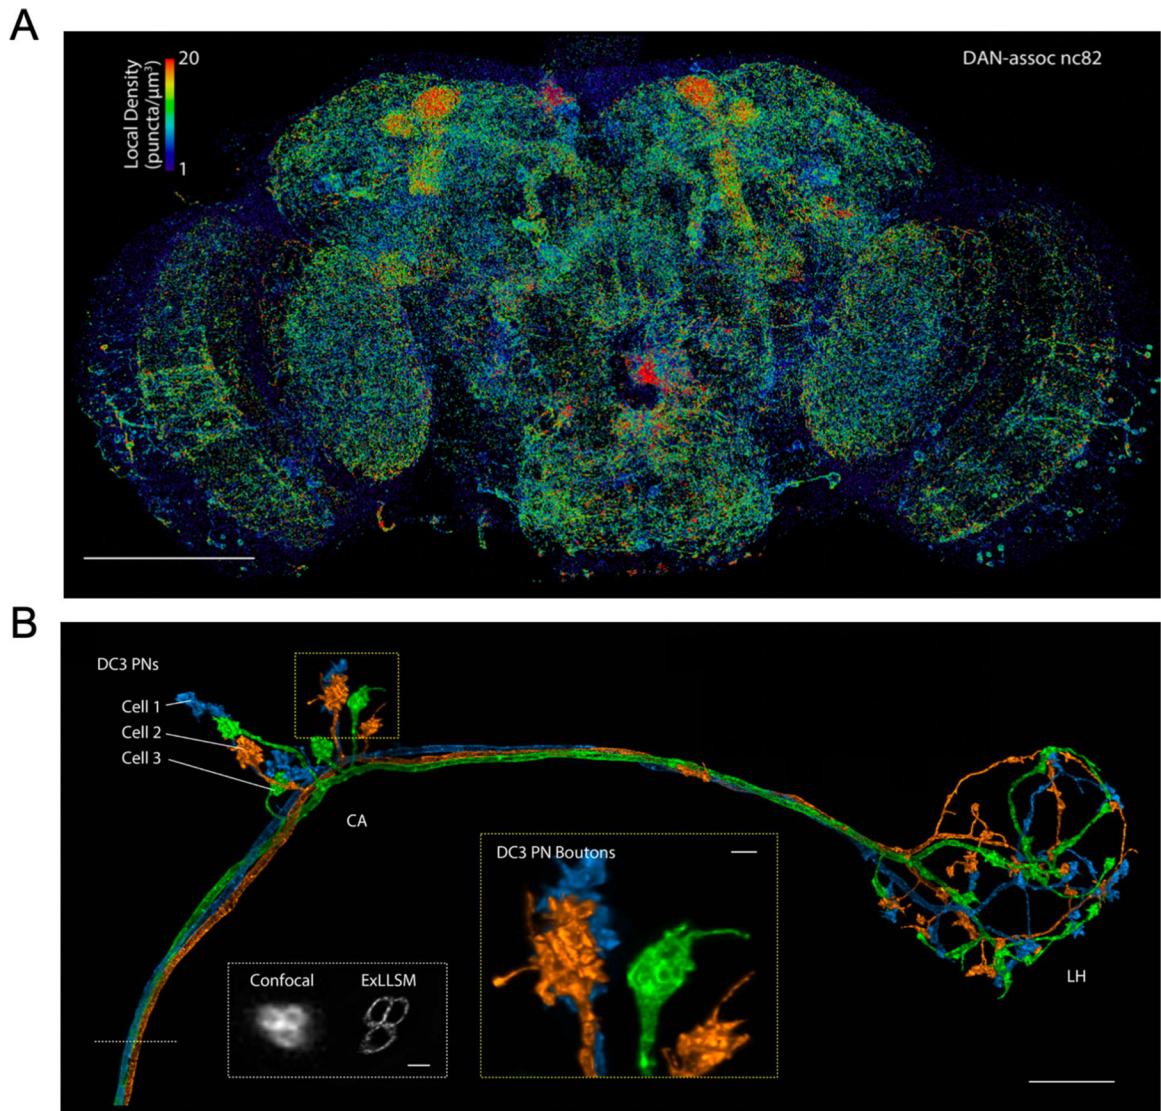 A
Local Density
(puncta/μm³)
20
1
DAN-assoc nc82
B
DC3 PNs
Cell 1
Cell 2
Cell 3
CA
DC3 PN Boutons
Confocal
ExLLSM
LH